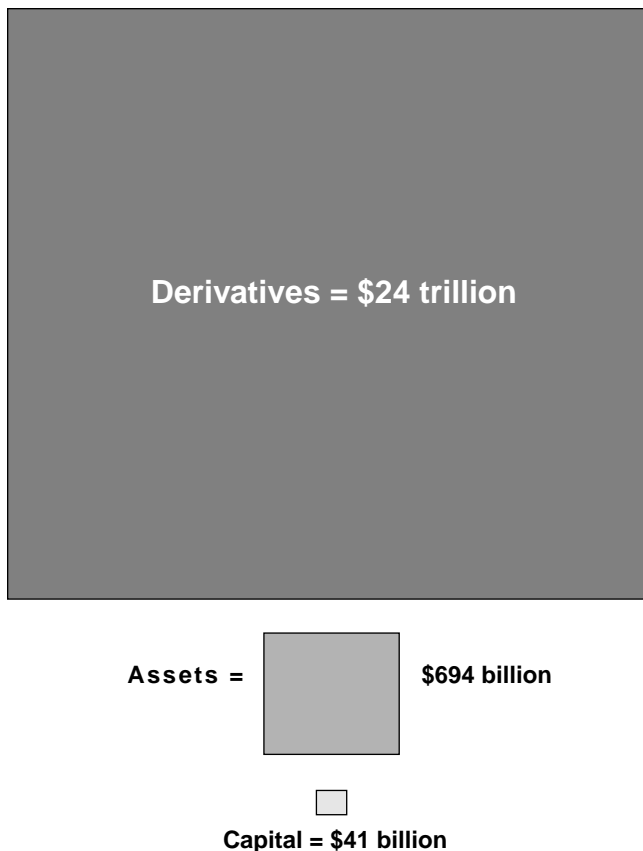 Derivatives = $24 trillion
Assets = $694 billion
Capital = $41 billion